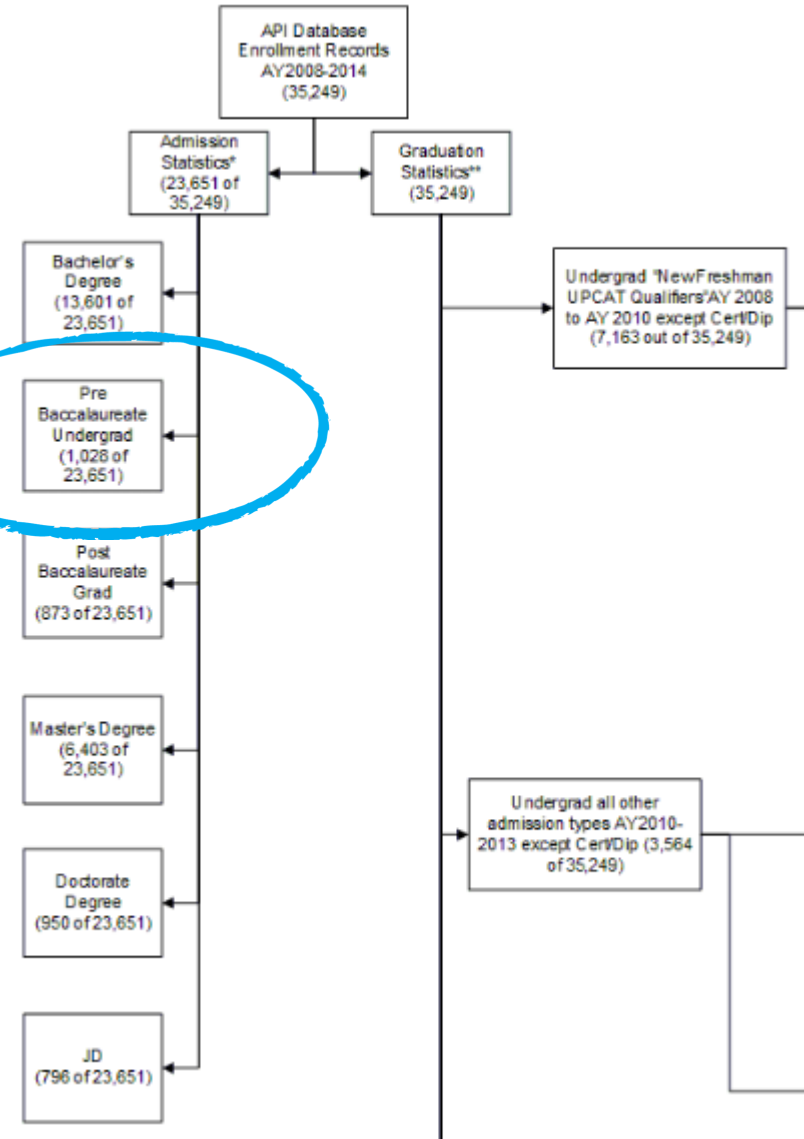 API Database
Enrollment Records
AY2008-2014
(35,249)
Admission
Statistics*
(23,651 of
35,249)
Graduation
Statistics**
(35,249)
Bachelor's
Degree
(13,601 of
23,651)
Undergrad "NewFreshman
UPCAT Qualifiers"AY 2008
to AY 2010 except Cert/Dip
(7,163 out of 35,249)
Pre
Baccalaureate
Undergrad
(1,028 of
23,651)
Post
Baccalaureate
Grad
(873 of 23,651)
Master's Degree
(6,403 of
23,651)
Undergrad all other
admission types AY2010-
2013 except Cert/Dip (3,564
of 35,249)
Doctorate
Degree
(950 of 23,651)
JD
(796 of 23,651)